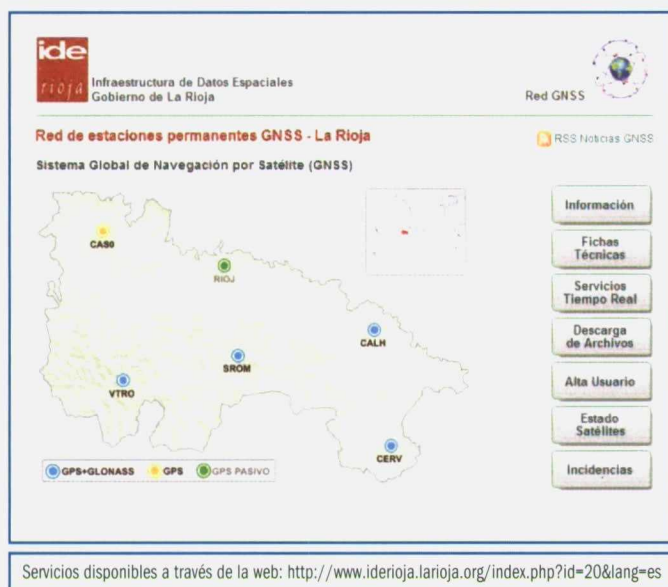 ide
rioja
Infraestructura de Datos Espaciales
Gobierno de La Rioja
Red GNSS
Red de estaciones permanentes GNSS - La Rioja
RSS Noticias GNSS
Sistema Global de Navegación por Satélite (GNSS)
CAS0
RIOJ
CALH
SROM
VTRO
CERV
GPS+GLONASS GPS GPS PASIVO
Información
Fichas
Técnicas
Servicios
Tiempo Real
Descarga
de Archivos
Alta Usuario
Estado
Satélites
Incidencias
Servicios disponibles a través de la web: http://www.iderioja.larioja.org/index.php?id=20&lang=es